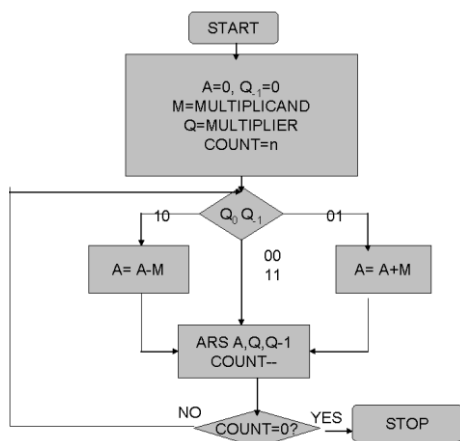 START
A=0, Q-1=0
M=MULTIPLICAND
Q=MULTIPLIER
COUNT=n
10
Q0 Q-1
01
A= A-M
00
11
A= A+M
ARS A,Q,Q-1
COUNT--
NO
COUNT=0?
YES
STOP